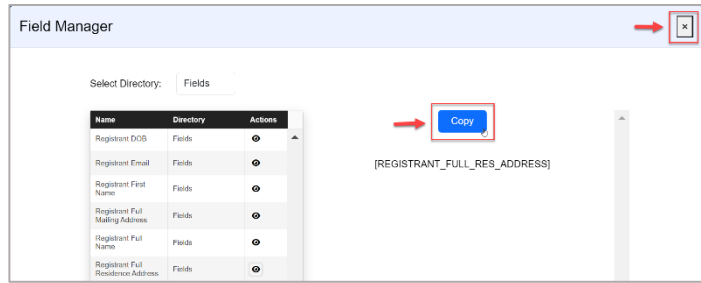 Field Manager
×
Select Directory: Fields
Name Directory Actions
Registrant DOB Fields
Registrant Email Fields
Registrant First
Name Fields
Registrant Full
Mailing Address Fields
Registrant Full
Name Fields
Registrant Full
Residence Address Fields
Copy
[REGISTRANT_FULL_RES_ADDRESS]